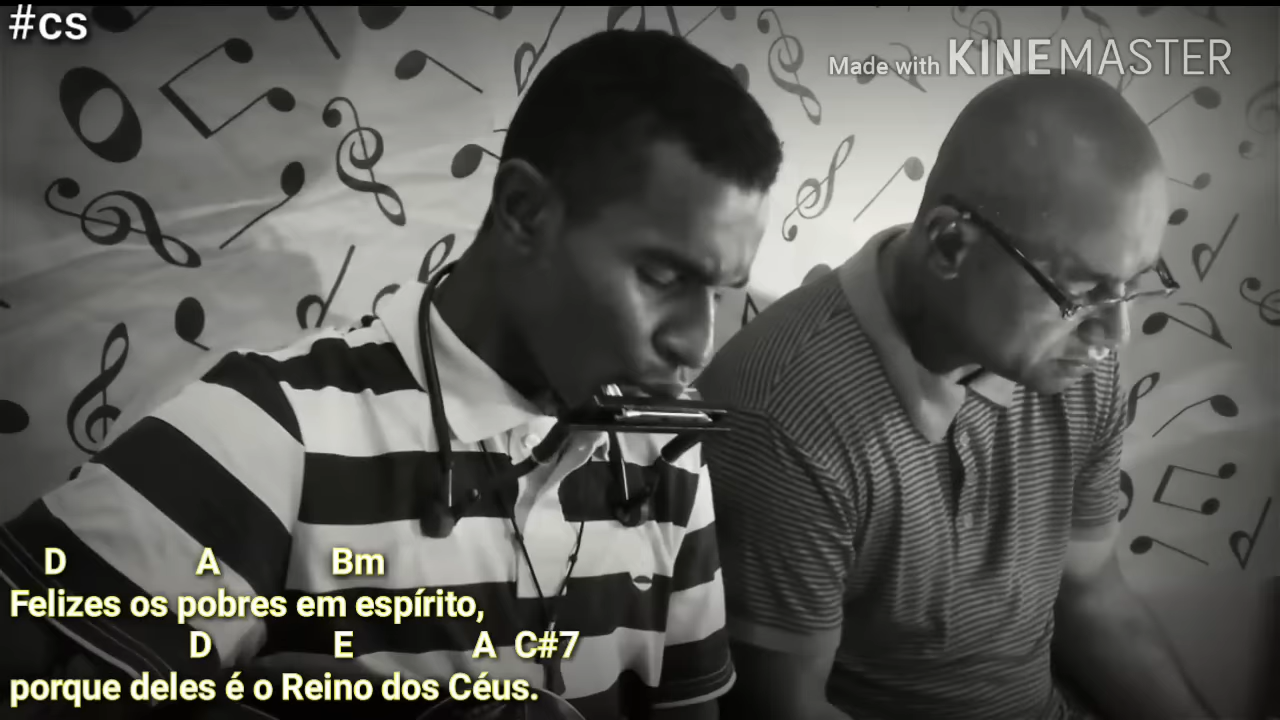 #cs
Made with KINEMASTER
D A Bm
Felizes os pobres em espírito,
D E A C#7
porque deles é o Reino dos Céus.